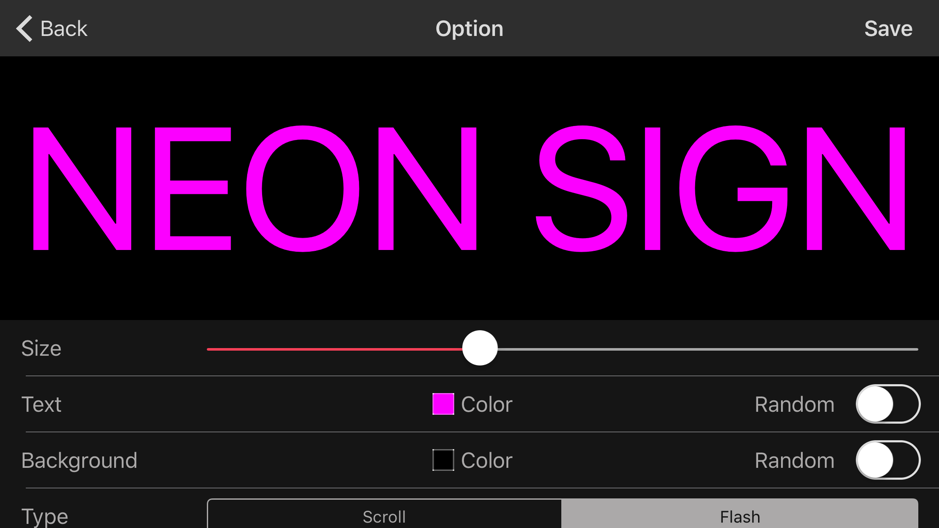 Back Option Save
NEON SIGN
Size
Text Color Random
Background Color Random
Type Scroll Flash